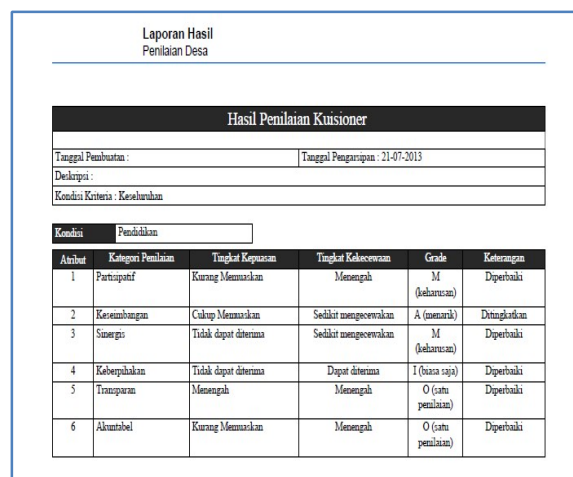 Laporan Hasil
Penilaian Desa
Hasil Penilaian Kuisioner
Tanggal Pembuatan : Tanggal Pengarsipan : 21-07-2013
Deskripsi :
Kondisi Kriteria : Keseluruhan
Kondisi Pendidikan
Atribut Kategori Penilaian Tingkat Kepuasan Tingkat Kekecewaan Grade Keterangan
1 Partisipatif Kurang Memuaskan Menengah M (keharusan) Diperbaiki
2 Keseimbangan Cukup Memuaskan Sedikit mengecewakan A (menarik) Ditingkatkan
3 Sinergis Tidak dapat diterima Sedikit mengecewakan M (keharusan) Diperbaiki
4 Keberpihakan Tidak dapat diterima Dapat diterima I (biasa saja) Diperbaiki
5 Transparan Menengah Menengah O (satu penilaian) Diperbaiki
6 Akuntabel Kurang Memuaskan Menengah O (satu penilaian) Diperbaiki